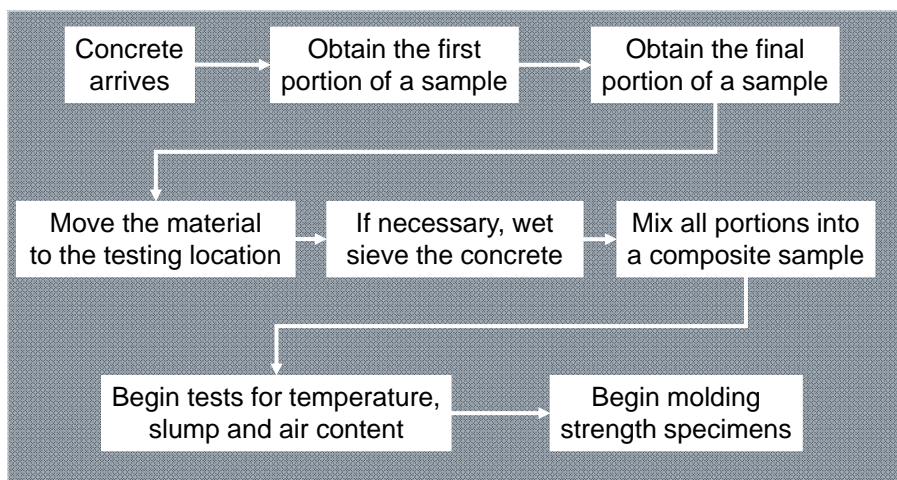 Concrete
arrives
Obtain the first
portion of a sample
Obtain the final
portion of a sample
Move the material
to the testing location
If necessary, wet
sieve the concrete
Mix all portions into
a composite sample
Begin tests for temperature,
slump and air content
Begin molding
strength specimens